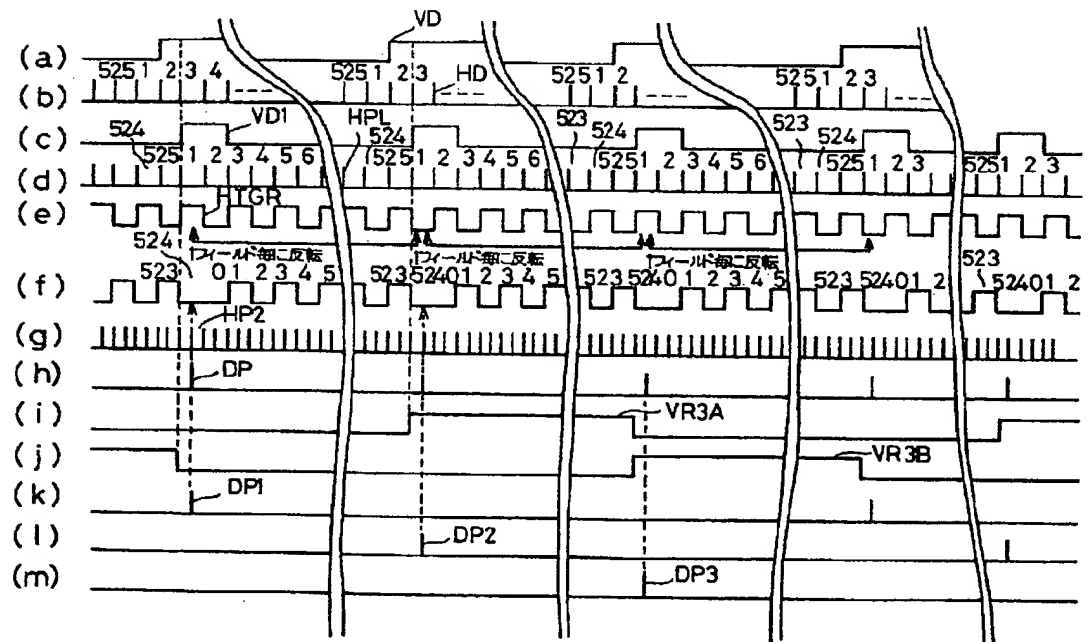 VD
(a)
525 1 2 3 4 525 1 2 3 HD 525 1 2 525 1 2 3
(b)
VD1 HPL 524 523 524 523 524
(c)
524 525 1 2 3 4 5 6 525 1 2 3 4 5 6 525 1 2 3 4 5 6 525 1 2 3 525 1 2 3
(d)
HTGR
(e)
1フィールド毎に反転 1フィールド毎に反転 1フィールド毎に反転
524 523 0 1 2 3 4 5 523 524 0 1 2 3 4 5 523 524 0 1 2 3 4 5 523 524 0 1 2 523 524 0 1 2
(f)
HP2
(g)
(h) DP
(i) VR3A
(j) VR3B
(k) DP1
(l) DP2
(m) DP3